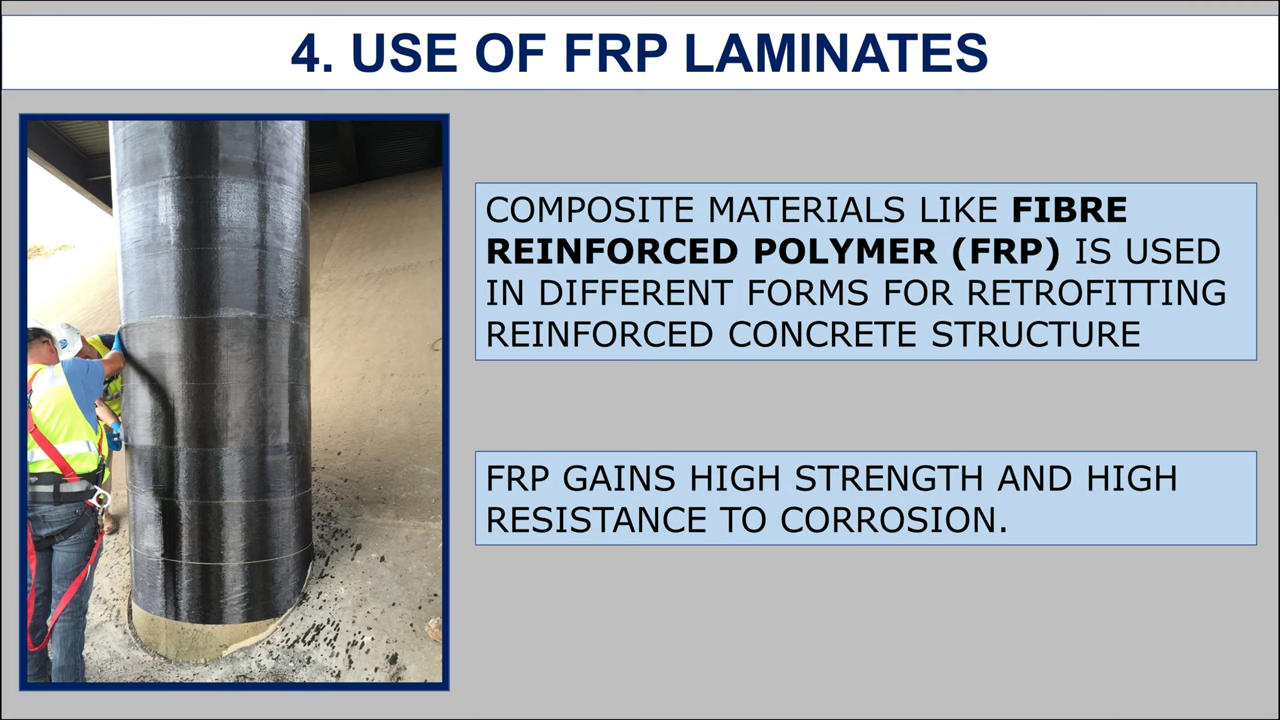 4. USE OF FRP LAMINATES
COMPOSITE MATERIALS LIKE FIBRE
REINFORCED POLYMER (FRP) IS USED
IN DIFFERENT FORMS FOR RETROFITTING
REINFORCED CONCRETE STRUCTURE
FRP GAINS HIGH STRENGTH AND HIGH
RESISTANCE TO CORROSION.